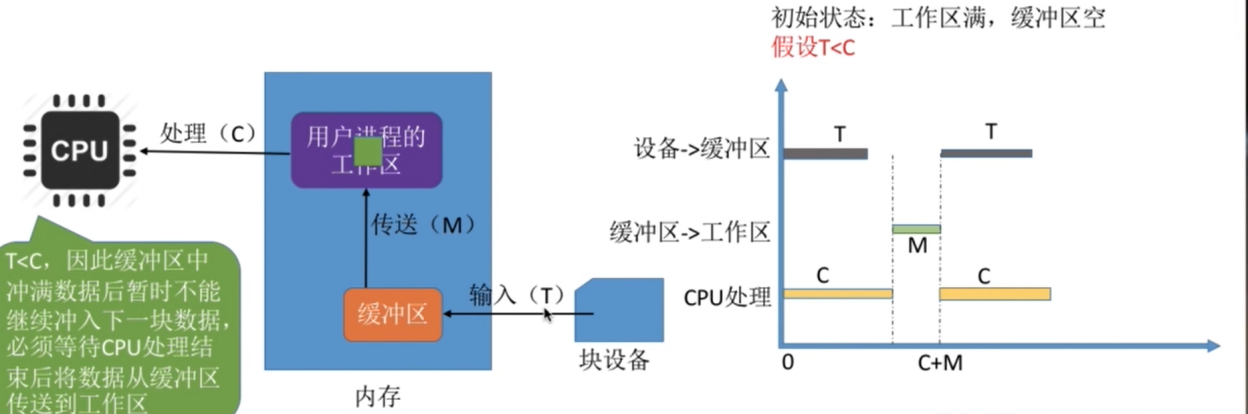 初始状态：工作区满，缓冲区空
假设T<C
CPU
处理（C）
用户进程的
工作区
传送（M）
缓冲区
输入（T）
块设备
内存
T<C，因此缓冲区中
冲满数据后暂时不能
继续冲入下一块数据，
必须等待CPU处理结
束后将数据从缓冲区
传送到工作区
设备->缓冲区
T
T
缓冲区->工作区
M
CPU处理
C
C
0
C+M